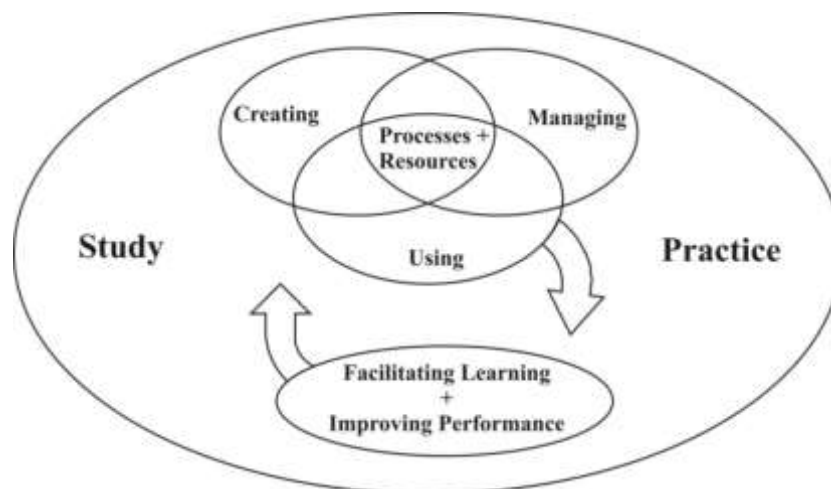 Creating
Managing
Processes +
Resources
Study
Practice
Using
Facilitating Learning
+
Improving Performance